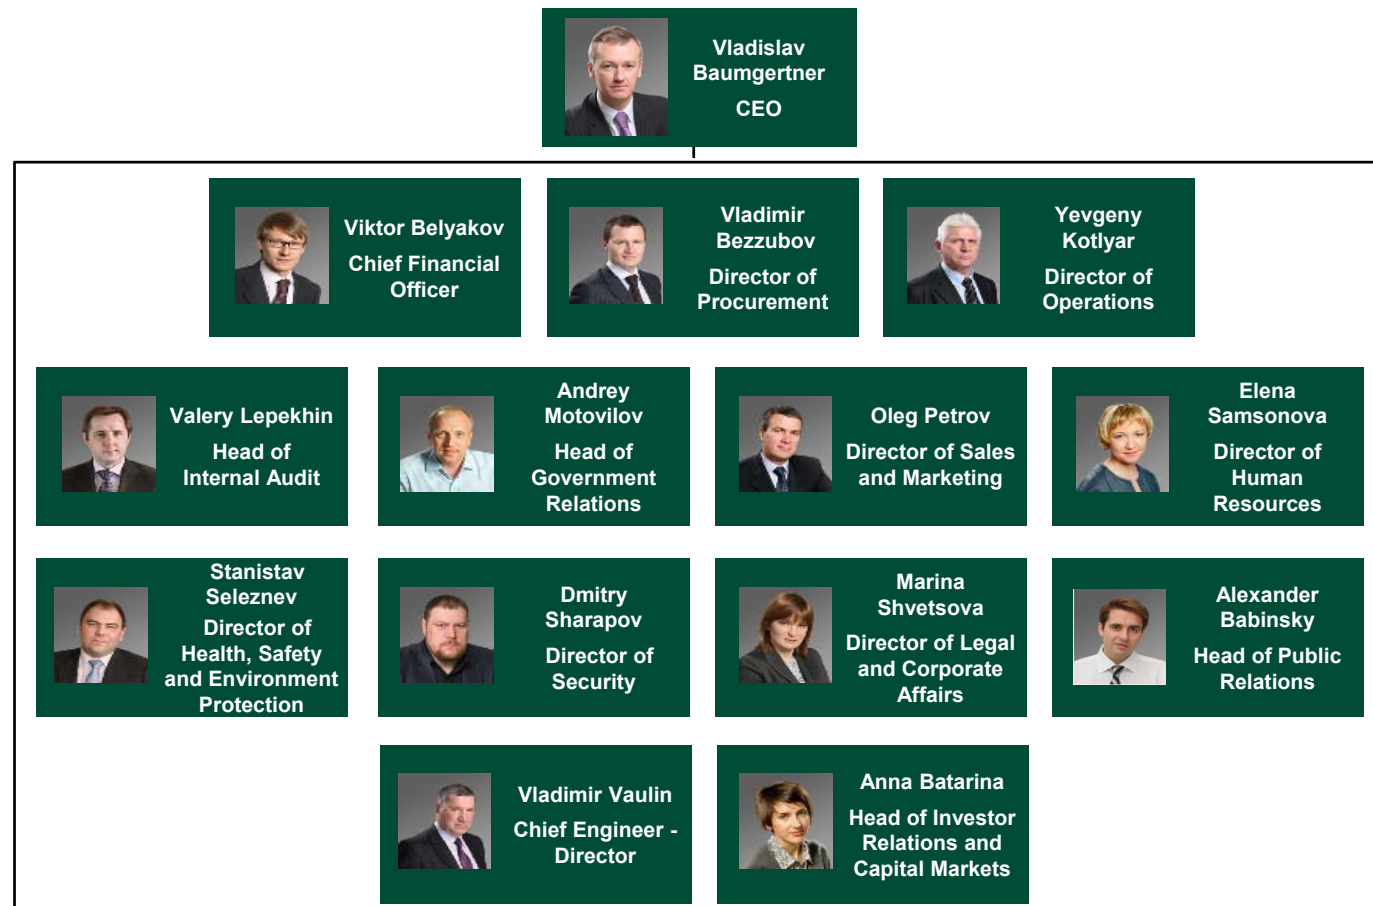 Vladislav
Baumgertner
CEO
Viktor Belyakov
Chief Financial
Officer
Vladimir
Bezzubov
Director of
Procurement
Yevgeny
Kotlyar
Director of
Operations
Valery Lepekhin
Head of
Internal Audit
Andrey
Motovilov
Head of
Government
Relations
Oleg Petrov
Director of Sales
and Marketing
Elena
Samsonova
Director of
Human
Resources
Stanistav
Seleznev
Director of
Health, Safety
and Environment
Protection
Dmitry
Sharapov
Director of
Security
Marina
Shvetsova
Director of Legal
and Corporate
Affairs
Alexander
Babinsky
Head of Public
Relations
Vladimir Vaulin
Chief Engineer -
Director
Anna Batarina
Head of Investor
Relations and
Capital Markets